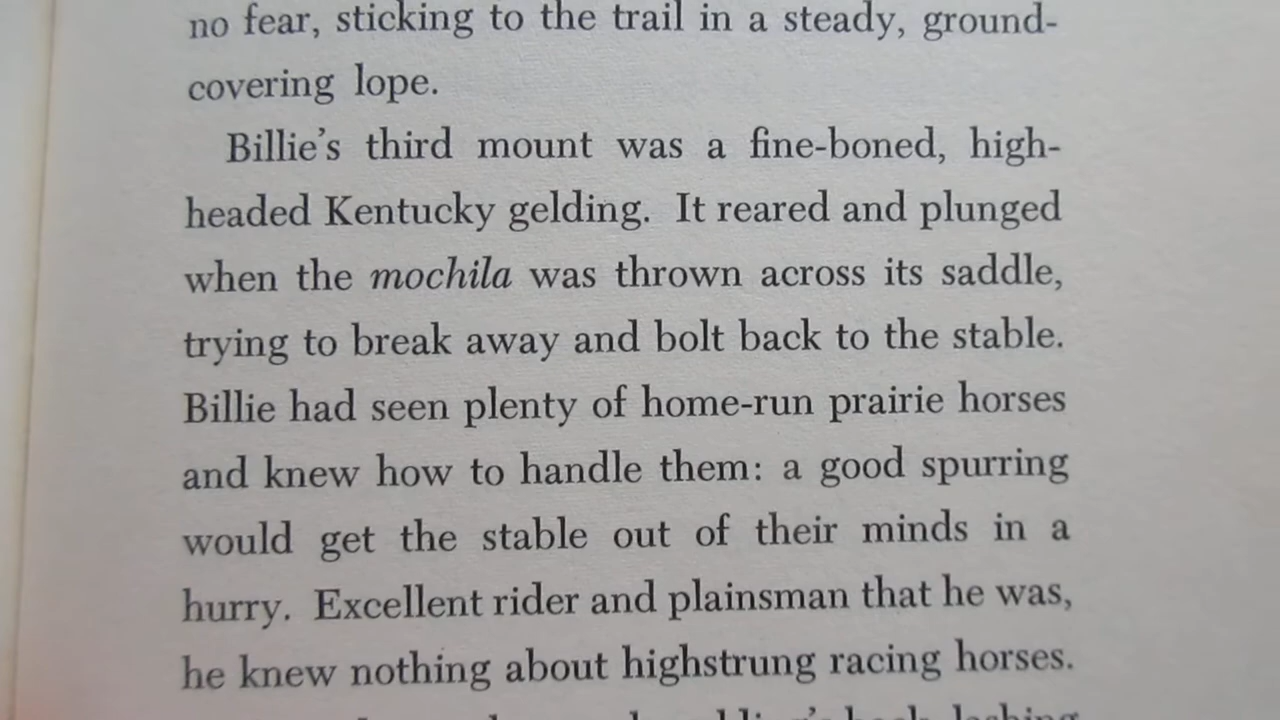 no fear, sticking to the trail in a steady, ground-
covering lope.
Billie's third mount was a fine-boned, high-
headed Kentucky gelding. It reared and plunged
when the mochila was thrown across its saddle,
trying to break away and bolt back to the stable.
Billie had seen plenty of home-run prairie horses
and knew how to handle them: a good spurring
would get the stable out of their minds in a
hurry. Excellent rider and plainsman that he was,
he knew nothing about highstrung racing horses.
back, lashing